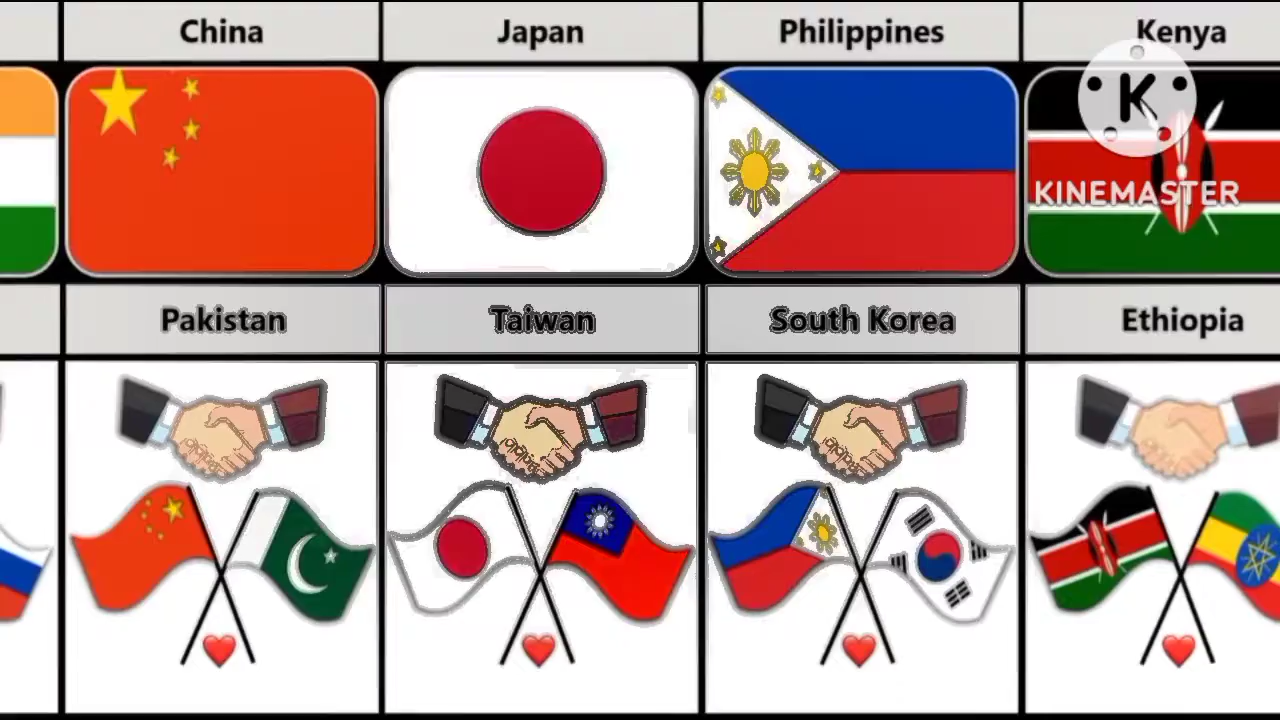 China
Japan
Philippines
Kenya
K
KINEMASTER
Pakistan
Taiwan
South Korea
Ethiopia